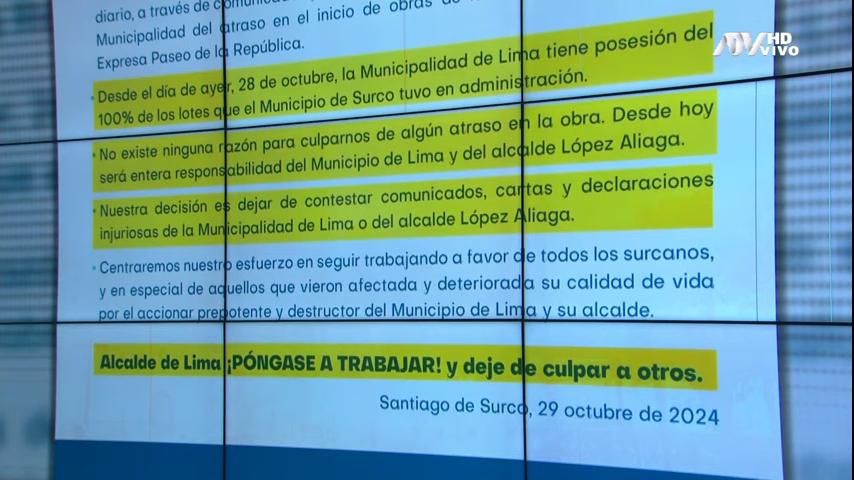 diario, a través de
Municipalidad del atraso en el inicio de obras de
Expresa Paseo de la República.
• Desde el día de ayer, 28 de octubre, la Municipalidad de Lima tiene posesión del
100% de los lotes que el Municipio de Surco tuvo en administración.
• No existe ninguna razón para culparnos de algún atraso en la obra. Desde hoy
será entera responsabilidad del Municipio de Lima y del alcalde López Aliaga.
• Nuestra decisión es dejar de contestar comunicados, cartas y declaraciones
injuriosas de la Municipalidad de Lima o del alcalde López Aliaga.
• Centraremos nuestro esfuerzo en seguir trabajando a favor de todos los surcanos,
y en especial de aquellos que vieron afectada y deteriorada su calidad de vida
por el accionar prepotente y destructor del Municipio de Lima y su alcalde.
Alcalde de Lima ¡PÓNGASE A TRABAJAR! y deje de culpar a otros.
Santiago de Surco, 29 octubre de 2024
ATV HD
VIVO